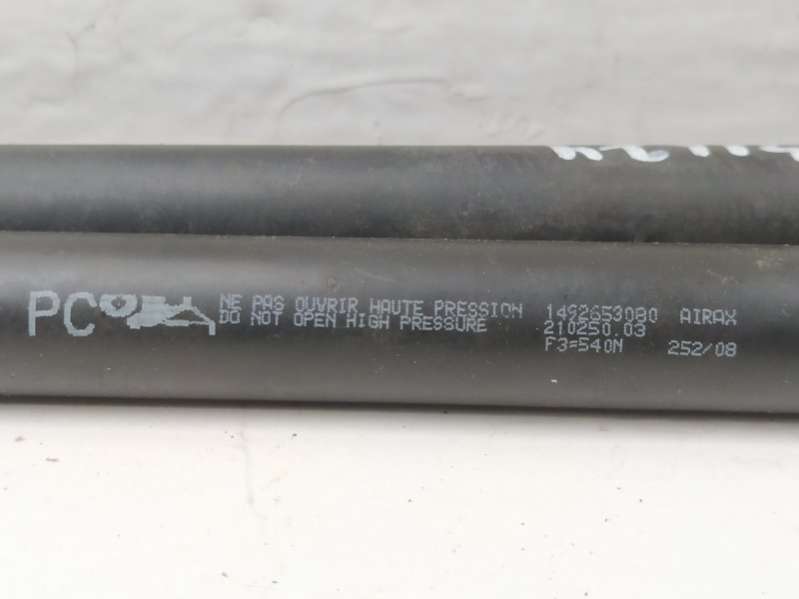 PC
NE PAS OUVRIR HAUTE PRESSION 1492653080 AIRAX
DO NOT OPEN HIGH PRESSURE 210250.03
F3=540N 252/08